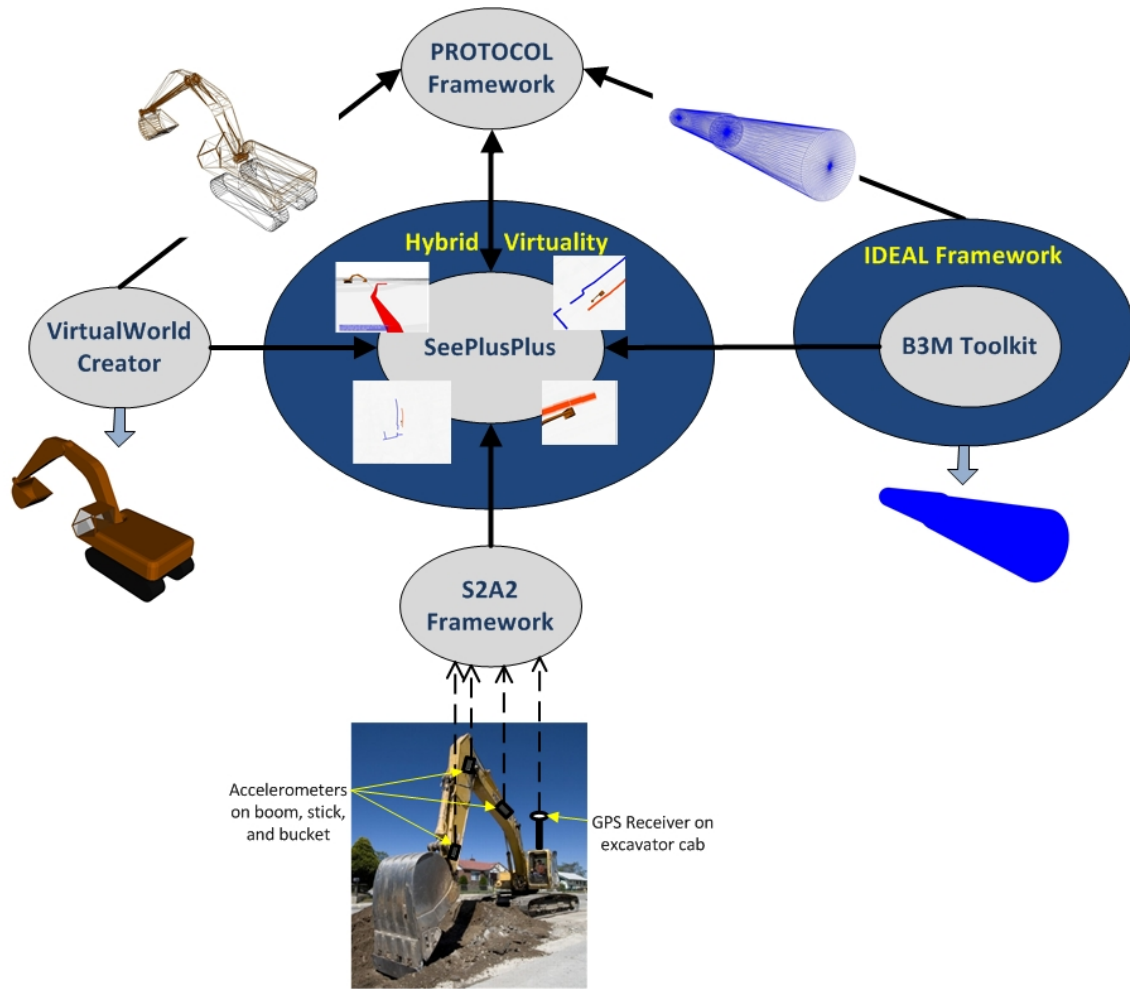 PROTOCOL
Framework
Hybrid Virtuality
IDEAL Framework
VirtualWorld
Creator
SeePlusPlus
B3M Toolkit
S2A2
Framework
Accelerometers
on boom, stick,
and bucket
GPS Receiver on
excavator cab